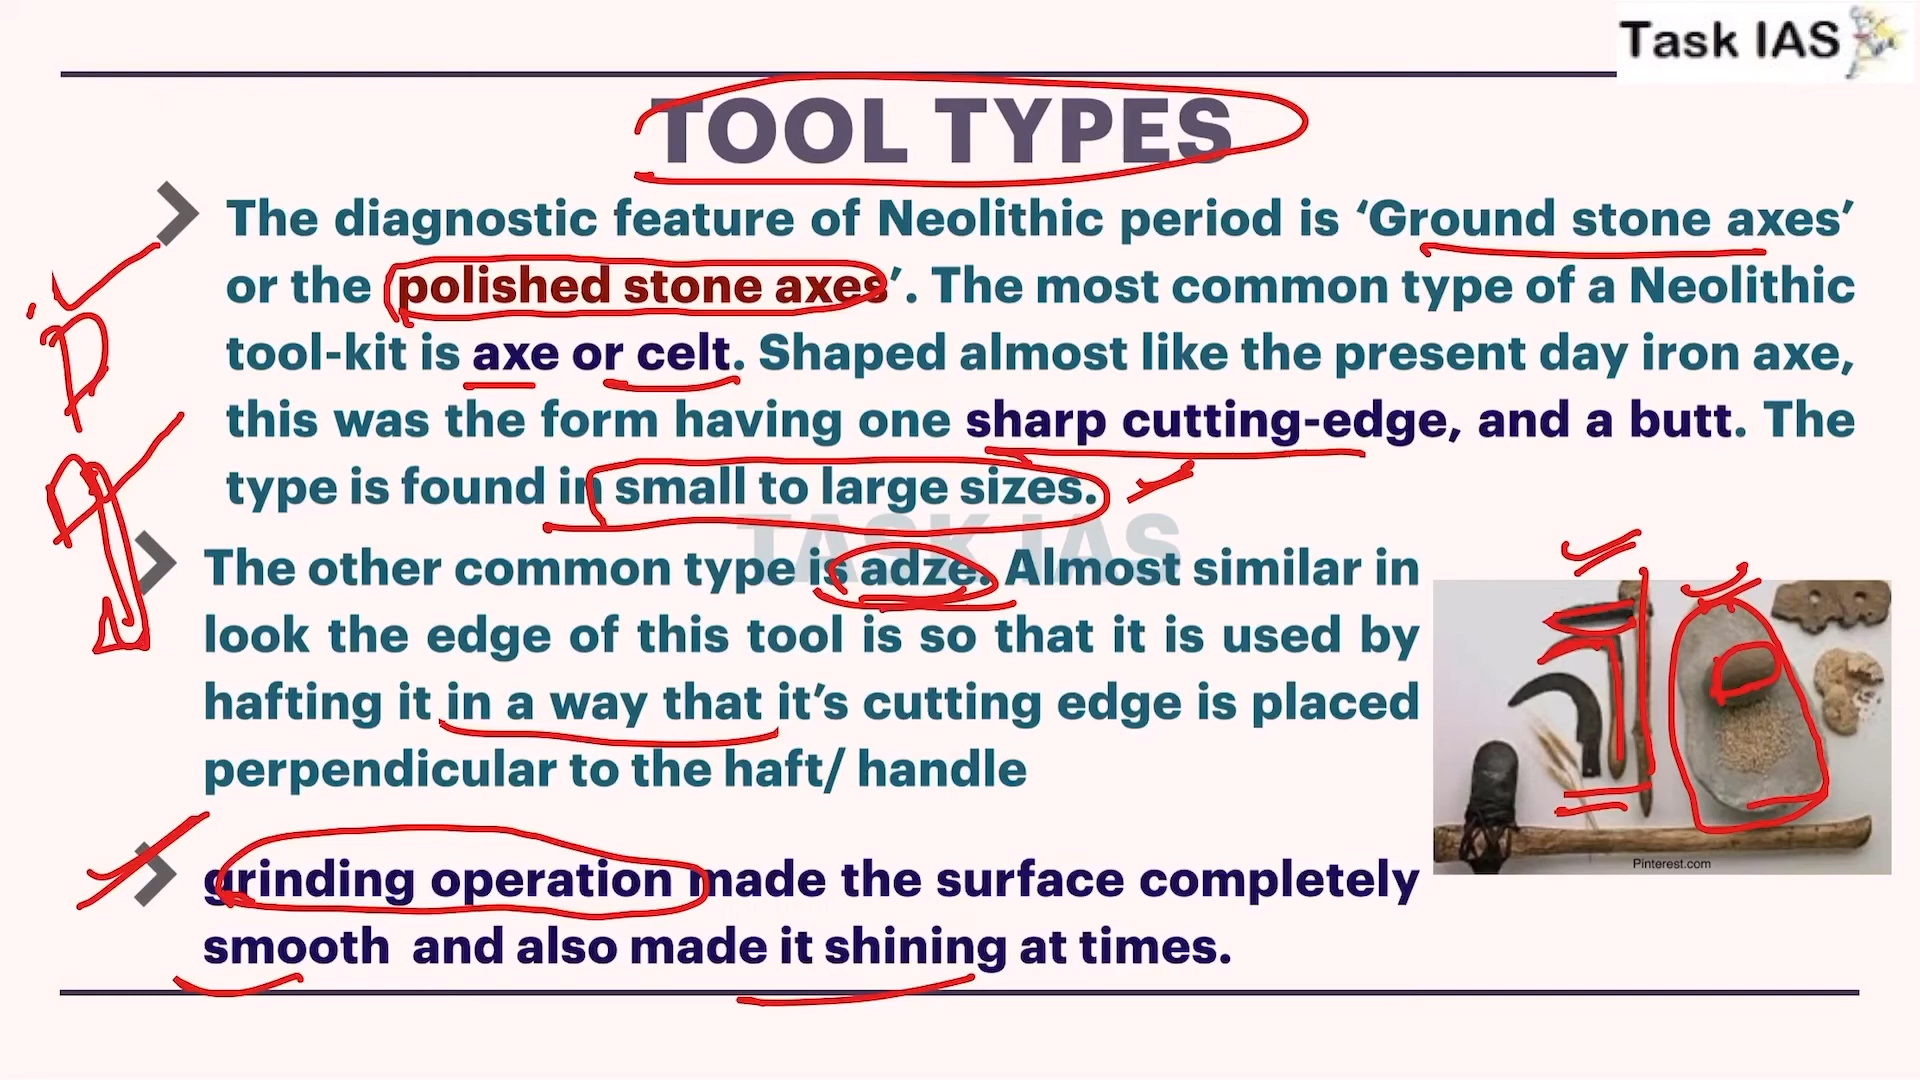 Task IAS
TOOL TYPES
The diagnostic feature of Neolithic period is ‘Ground stone axes’
or the polished stone axes’. The most common type of a Neolithic
tool-kit is axe or celt. Shaped almost like the present day iron axe,
this was the form having one sharp cutting-edge, and a butt. The
type is found in small to large sizes.
TASK IAS
The other common type is adze. Almost similar in
look the edge of this tool is so that it is used by
hafting it in a way that it’s cutting edge is placed
perpendicular to the haft/ handle
Pinterest.com
grinding operation made the surface completely
smooth and also made it shining at times.